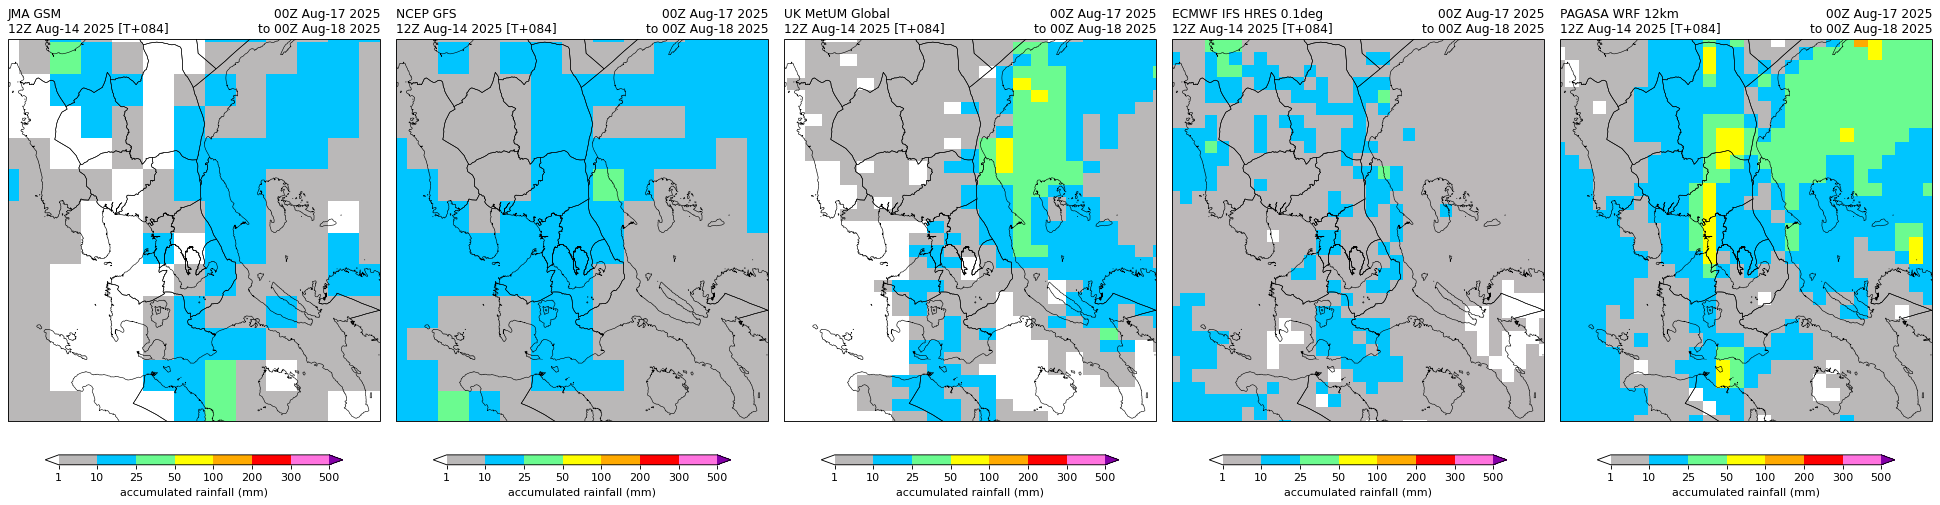 JMA GSM 00Z Aug-17 2025
12Z Aug-14 2025 [T+084] to 00Z Aug-18 2025
NCEP GFS 00Z Aug-17 2025
12Z Aug-14 2025 [T+084] to 00Z Aug-18 2025
UK MetUM Global 00Z Aug-17 2025
12Z Aug-14 2025 [T+084] to 00Z Aug-18 2025
ECMWF IFS HRES 0.1deg 00Z Aug-17 2025
12Z Aug-14 2025 [T+084] to 00Z Aug-18 2025
PAGASA WRF 12km 00Z Aug-17 2025
12Z Aug-14 2025 [T+084] to 00Z Aug-18 2025
1 10 25 50 100 200 300 500
accumulated rainfall (mm)
1 10 25 50 100 200 300 500
accumulated rainfall (mm)
1 10 25 50 100 200 300 500
accumulated rainfall (mm)
1 10 25 50 100 200 300 500
accumulated rainfall (mm)
1 10 25 50 100 200 300 500
accumulated rainfall (mm)